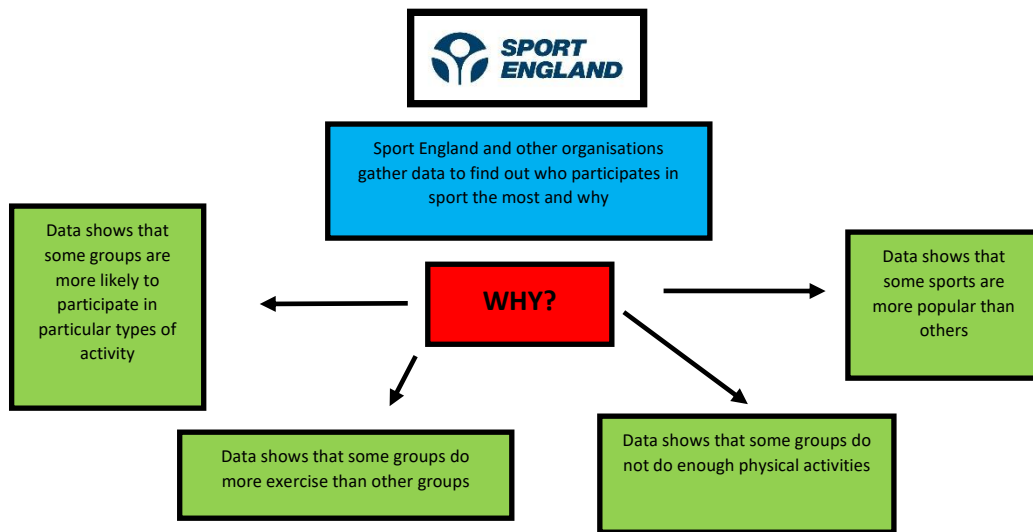 SPORT
ENGLAND
Sport England and other organisations
gather data to find out who participates in
sport the most and why
Data shows that
some groups are
more likely to
participate in
particular types of
activity
WHY?
Data shows that
some sports are
more popular than
others
Data shows that some groups do
more exercise than other groups
Data shows that some groups do
not do enough physical activities